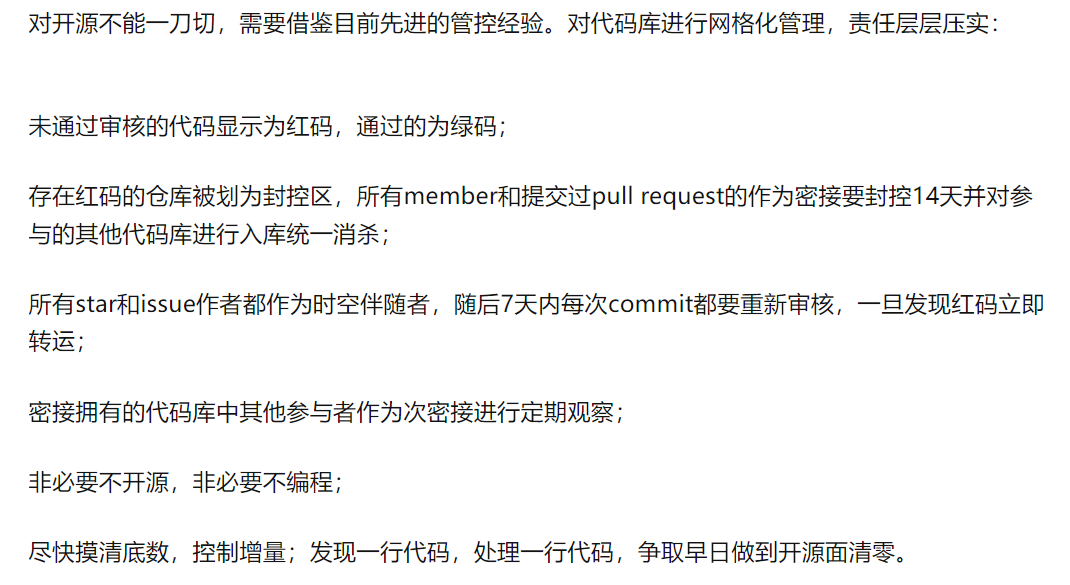 对开源不能一刀切，需要借鉴目前先进的管控经验。对代码库进行网格化管理，责任层层压实：
未通过审核的代码显示为红码，通过的为绿码；
存在红码的仓库被划为封控区，所有member和提交过pull request的作为密接要封控14天并对参
与的其他代码库进行入库统一消杀；
所有star和issue作者都作为时空伴随者，随后7天内每次commit都要重新审核，一旦发现红码立即
转运；
密接拥有的代码库中其他参与者作为次密接进行定期观察；
非必要不开源，非必要不编程；
尽快摸清底数，控制增量；发现一行代码，处理一行代码，争取早日做到开源面清零。